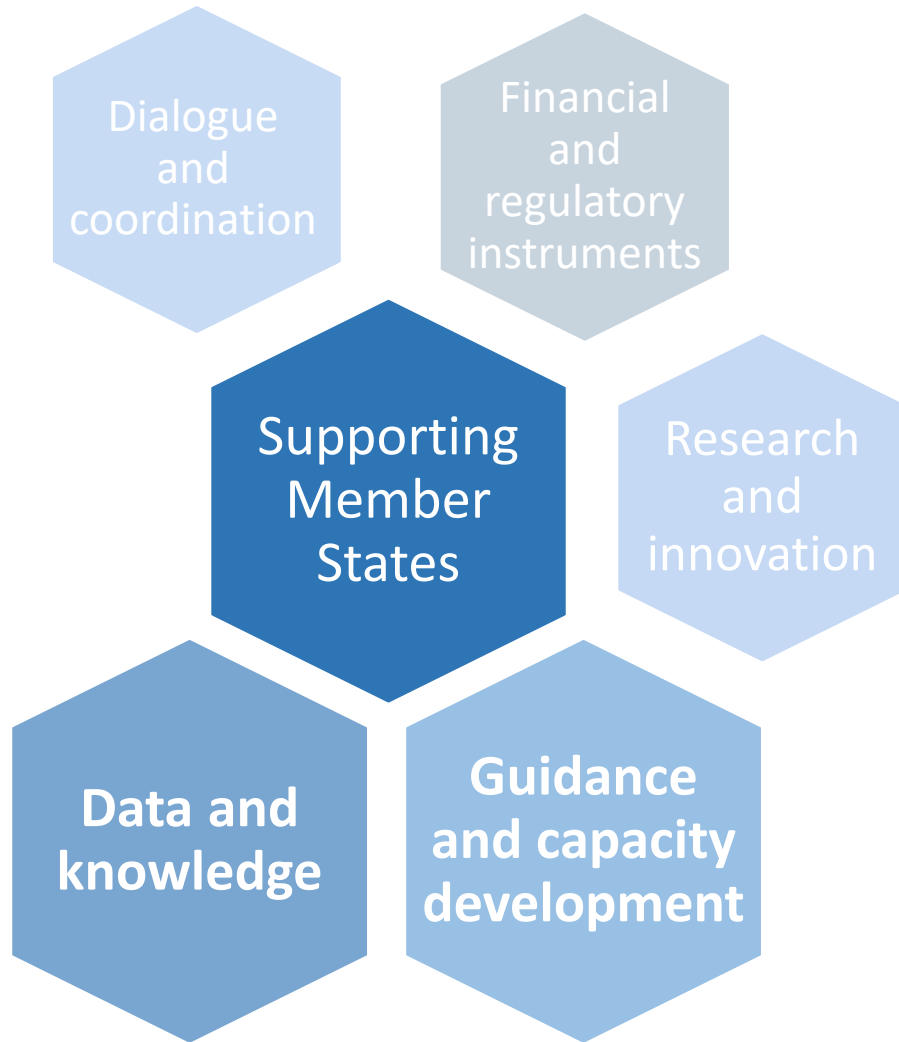 Dialogue
and
coordination
Financial
and
regulatory
instruments
Supporting
Member
States
Research
and
innovation
Data and
knowledge
Guidance
and capacity
development